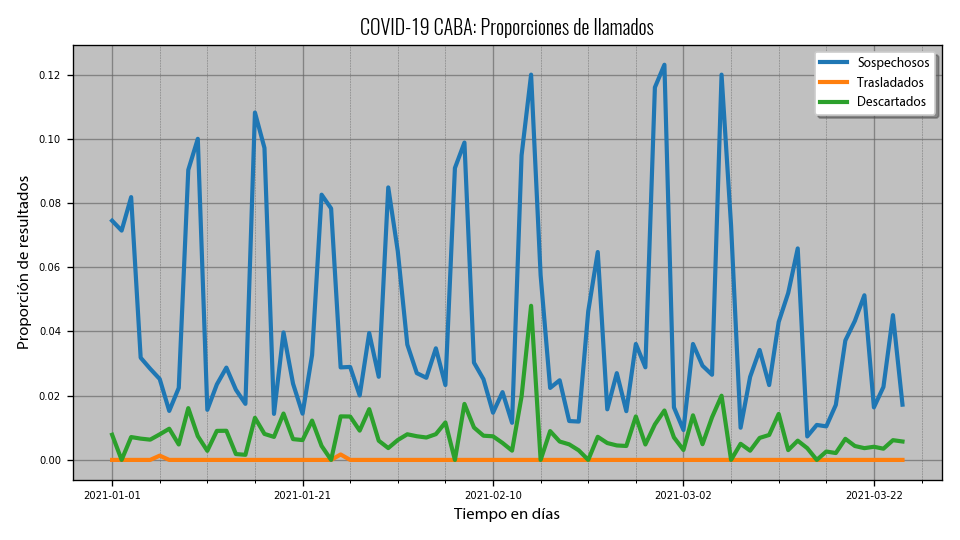 COVID-19 CABA: Proporciones de llamados
Sospechosos
Trasladados
Descartados
Proporción de resultados
0.12
0.10
0.08
0.06
0.04
0.02
0.00
2021-01-01
2021-01-21
2021-02-10
2021-03-02
2021-03-22
Tiempo en días